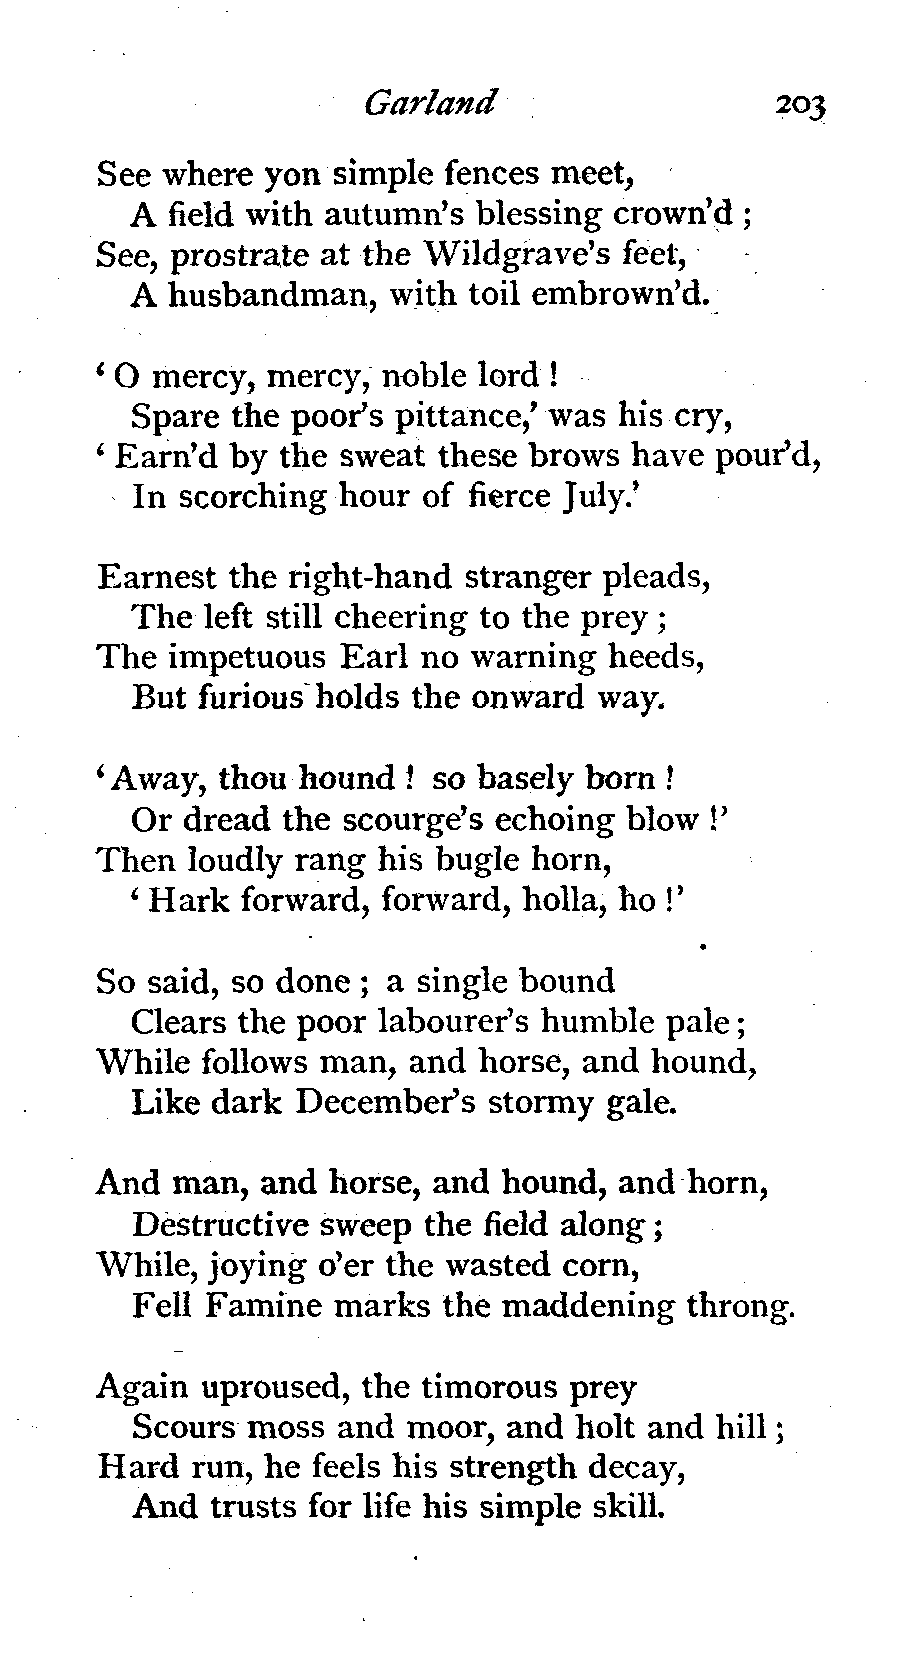 Garland 203
See where yon simple fences meet,
A field with autumn's blessing crown'd ;
See, prostrate at the Wildgrave's feet,
A husbandman, with toil embrown'd.
‘ O mercy, mercy, noble lord !
Spare the poor's pittance,’ was his cry,
‘ Earn'd by the sweat these brows have pour'd,
In scorching hour of fierce July.’
Earnest the right-hand stranger pleads,
The left still cheering to the prey ;
The impetuous Earl no warning heeds,
But furious holds the onward way.
‘ Away, thou hound ! so basely born !
Or dread the scourge's echoing blow !’
Then loudly rang his bugle horn,
‘ Hark forward, forward, holla, ho !’
So said, so done ; a single bound
Clears the poor labourer's humble pale ;
While follows man, and horse, and hound,
Like dark December's stormy gale.
And man, and horse, and hound, and horn,
Destructive sweep the field along ;
While, joying o'er the wasted corn,
Fell Famine marks the maddening throng.
Again uproused, the timorous prey
Scours moss and moor, and holt and hill ;
Hard run, he feels his strength decay,
And trusts for life his simple skill.